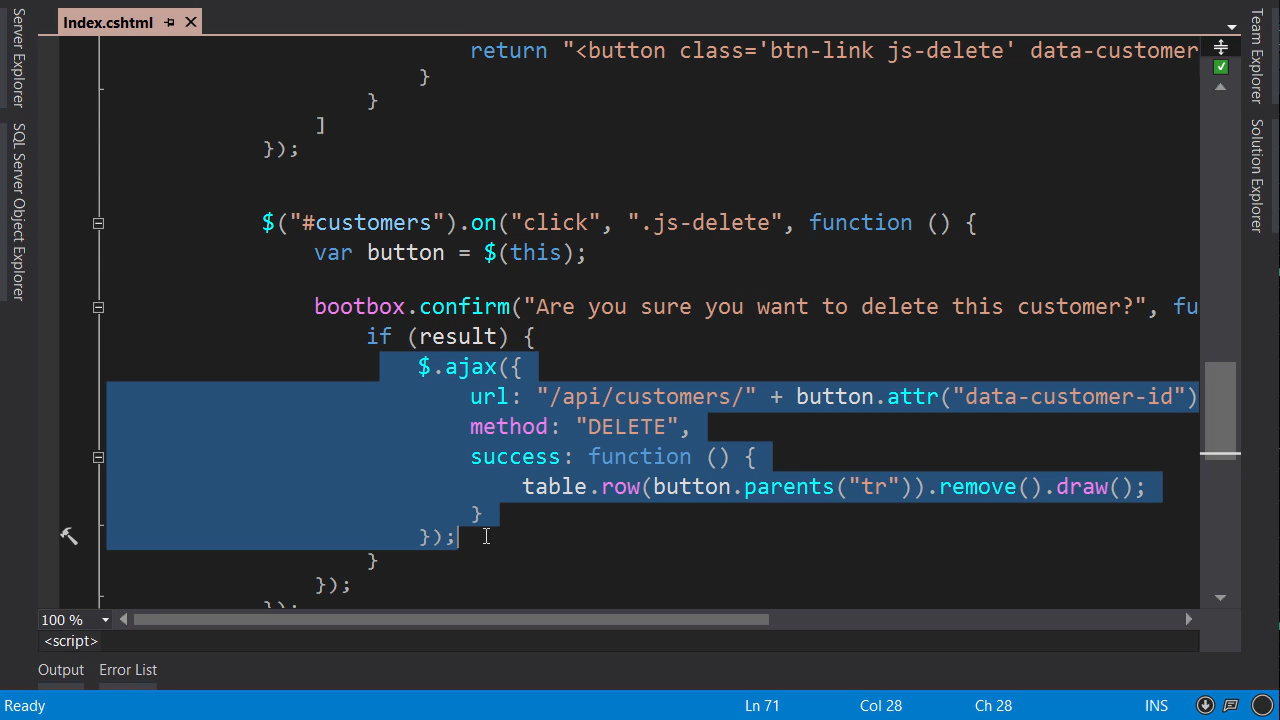 Index.cshtml
Server Explorer
SQL Server Object Explorer
Team Explorer
Solution Explorer
return "<button class='btn-link js-delete' data-customer
}
}
]
});
$("#customers").on("click", ".js-delete", function () {
var button = $(this);
bootbox.confirm("Are you sure you want to delete this customer?", fu
if (result) {
$.ajax({
url: "/api/customers/" + button.attr("data-customer-id")
method: "DELETE",
success: function () {
table.row(button.parents("tr")).remove().draw();
}
});
}
});
});
100 %
<script>
Output Error List
Ready Ln 71 Col 28 Ch 28 INS